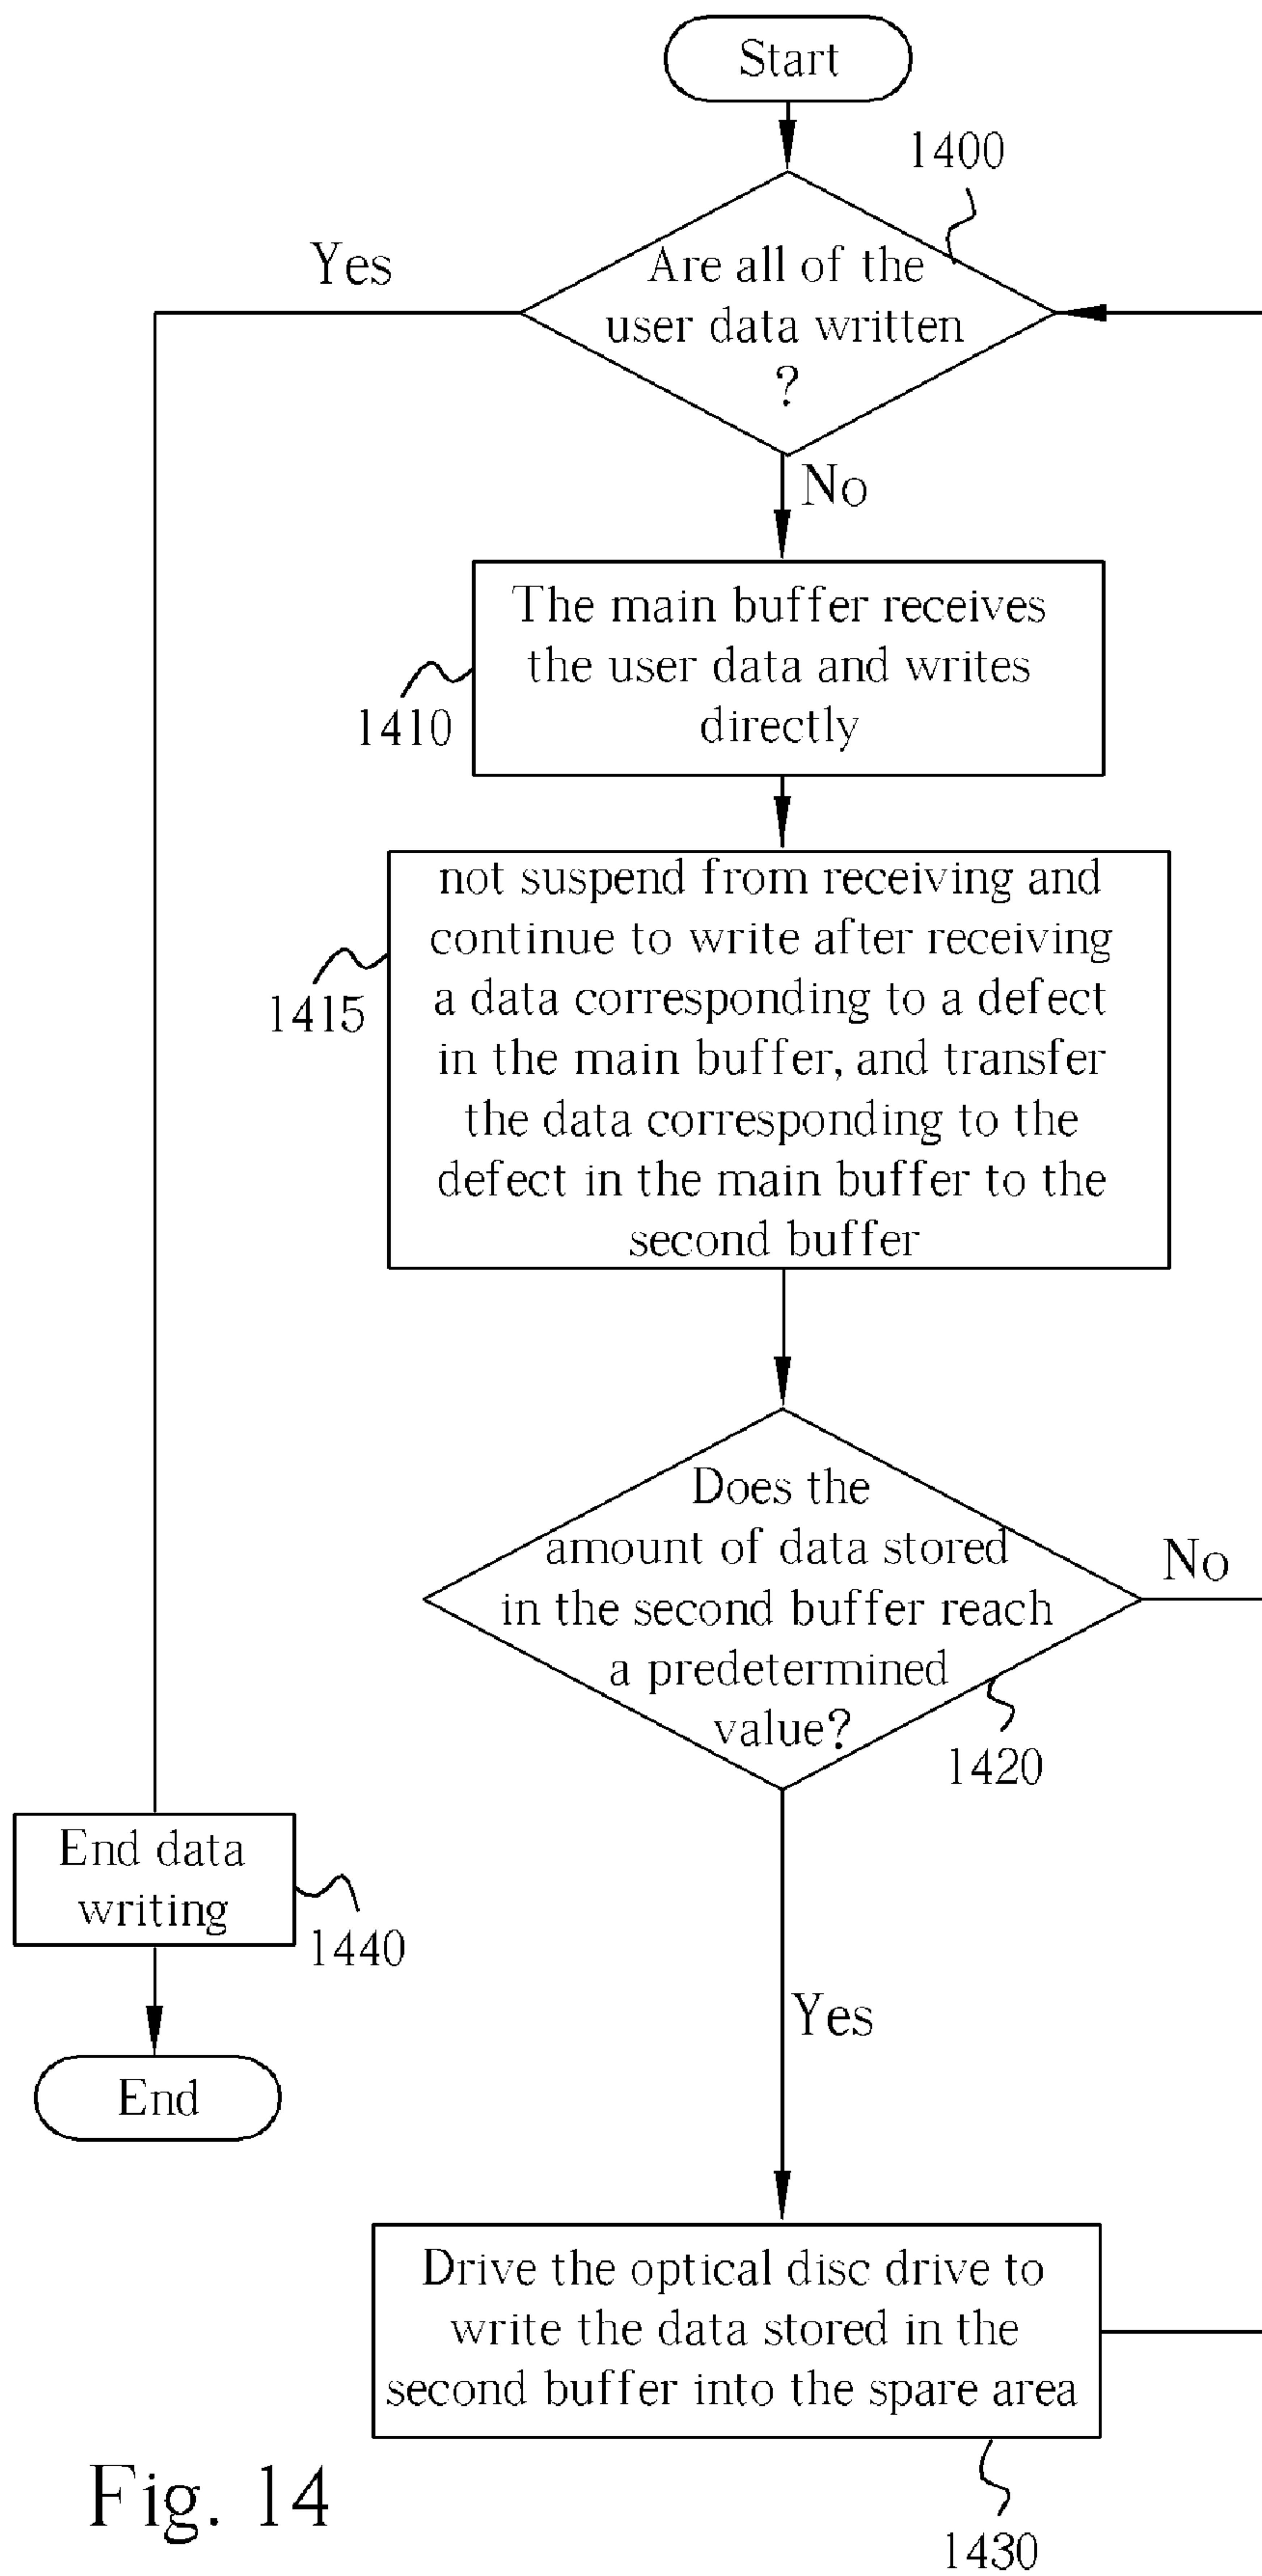 Start
1400
Yes
Are all of the
user data written
?
No
The main buffer receives
the user data and writes
directly
1410
not suspend from receiving and
continue to write after receiving
a data corresponding to a defect
in the main buffer, and transfer
the data corresponding to the
defect in the main buffer to the
second buffer
1415
Does the
amount of data stored
in the second buffer reach
a predetermined
value?
No
1420
End data
writing
1440
Yes
End
Drive the optical disc drive to
write the data stored in the
second buffer into the spare area
1430
Fig. 14